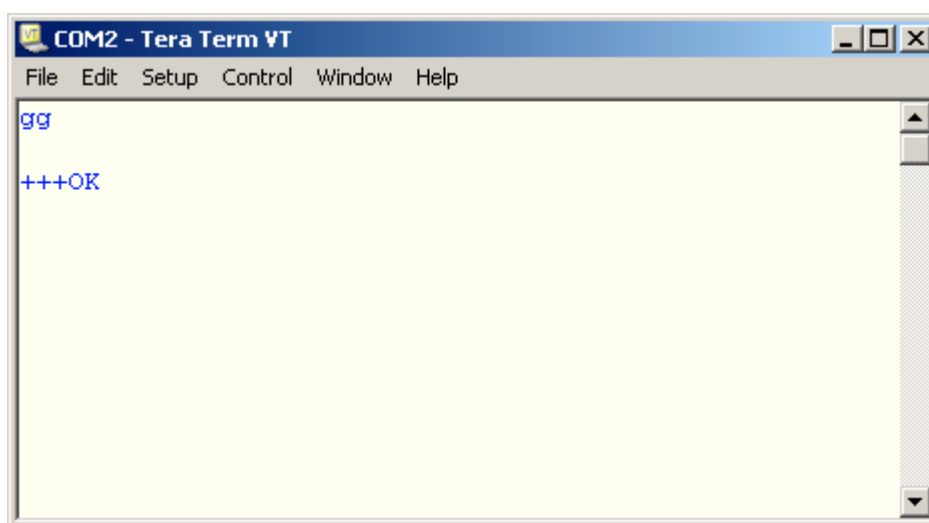 COM2 - Tera Term VT
File Edit Setup Control Window Help
gg
+++OK